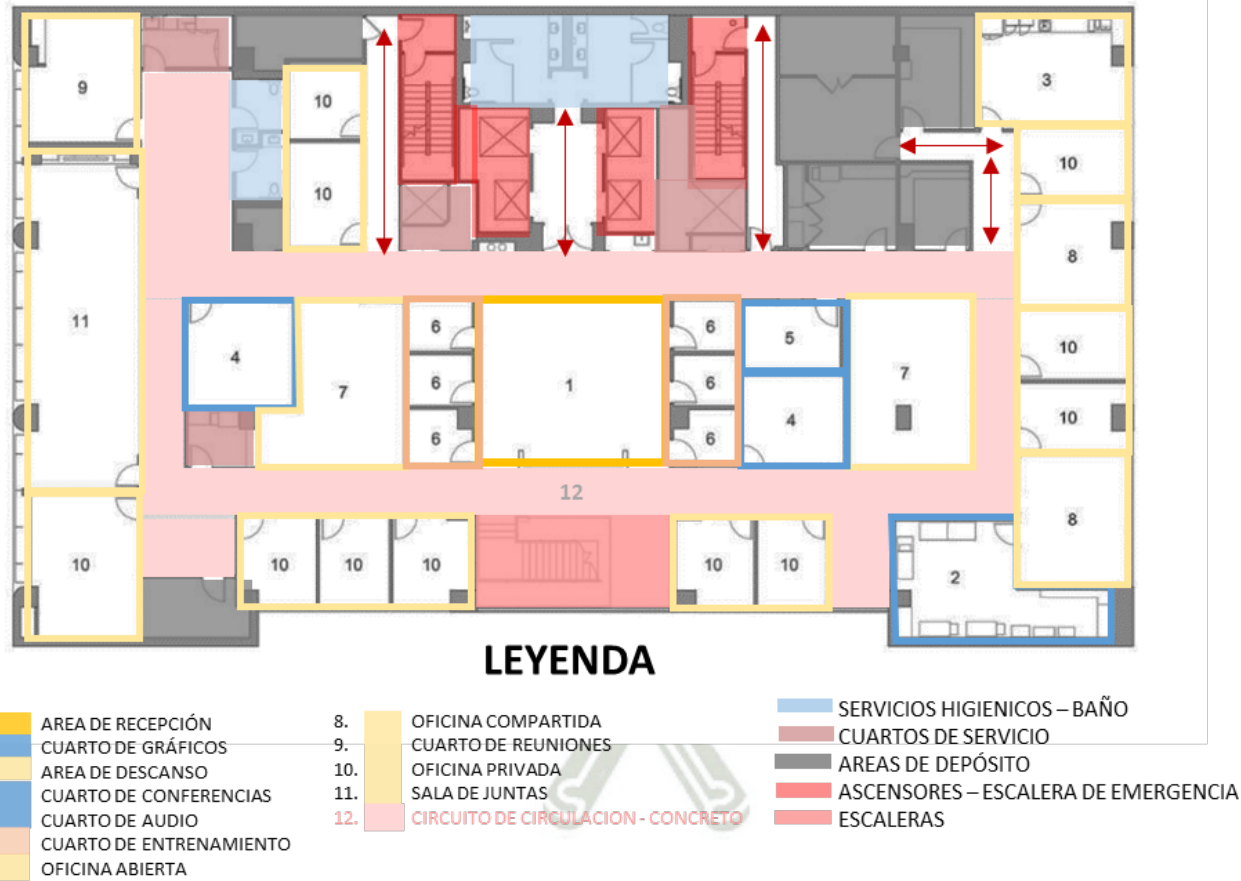 9
10
3
10
10
8
11
4
7
6
6
6
1
6
6
6
5
4
7
10
10
12
10
10
10
10
10
10
2
8
LEYENDA
AREA DE RECEPCIÓN
CUARTO DE GRÁFICOS
AREA DE DESCANSO
CUARTO DE CONFERENCIAS
CUARTO DE AUDIO
CUARTO DE ENTRENAMIENTO
OFICINA ABIERTA
8. OFICINA COMPARTIDA
9. CUARTO DE REUNIONES
10. OFICINA PRIVADA
11. SALA DE JUNTAS
12. CIRCUITO DE CIRCULACION - CONCRETO
SERVICIOS HIGIENICOS – BAÑO
CUARTOS DE SERVICIO
AREAS DE DEPÓSITO
ASCENSORES – ESCALERA DE EMERGENCIA
ESCALERAS